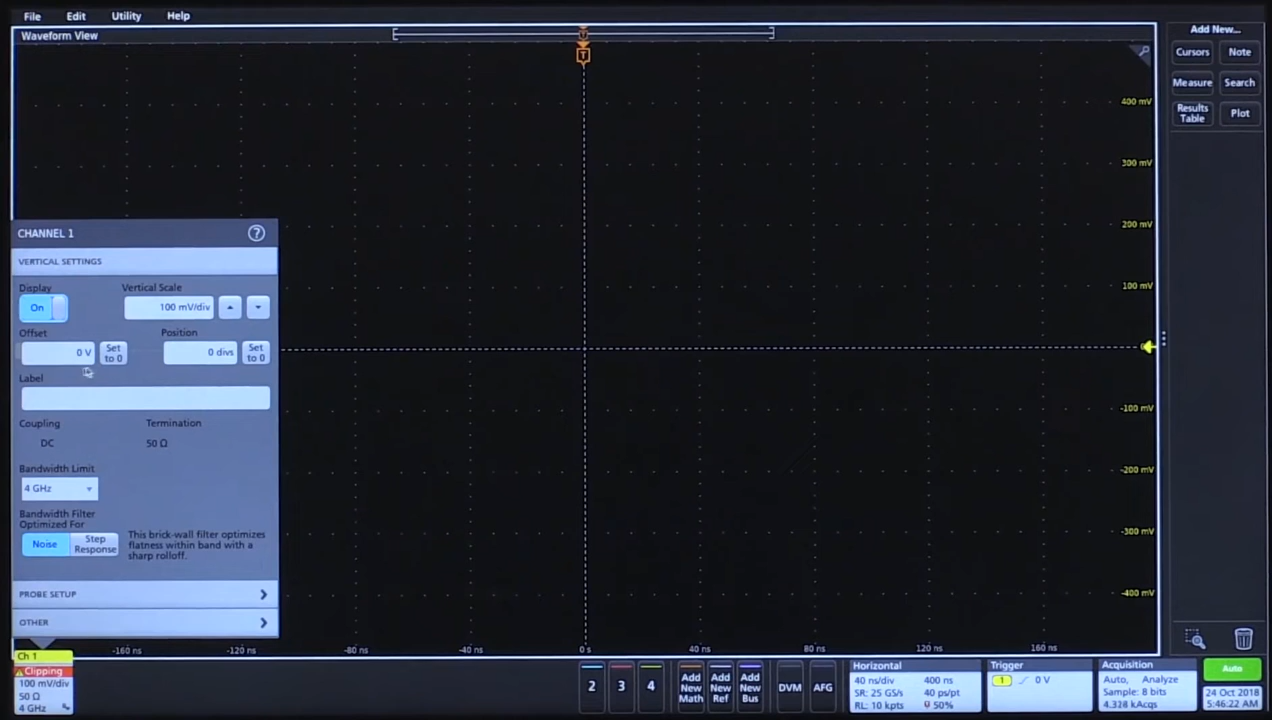 File Edit Utility Help
Waveform View
T
T
Add New...
Cursors Note
Measure Search
Results Table Plot
400 mV
300 mV
200 mV
100 mV
-100 mV
-200 mV
-300 mV
-400 mV
CHANNEL 1 ?
VERTICAL SETTINGS
Display Vertical Scale
On 100 mV/div
Offset Position
0 V Set to 0 0 divs Set to 0
Label
Coupling Termination
DC 50 Ω
Bandwidth Limit
4 GHz
Bandwidth Filter
Optimized For
Noise Step Response
This brick-wall filter optimizes
flatness within band with a
sharp rolloff.
PROBE SETUP
OTHER
-160 ns -120 ns -80 ns -40 ns 0 s 40 ns 80 ns 120 ns 160 ns
Ch 1
Clipping
100 mV/div
50 Ω
4 GHz
2 3 4
Add New Math
Add New Ref
Add New Bus
DVM AFG
Horizontal
40 ns/div 400 ns
SR: 25 GS/s 40 ps/pt
RL: 10 kpts 50%
Trigger
1 0 V
Acquisition
Auto, Analyze
Sample: 8 bits
4.338 kAcqs
Auto
24 Oct 2018
5:46:22 AM